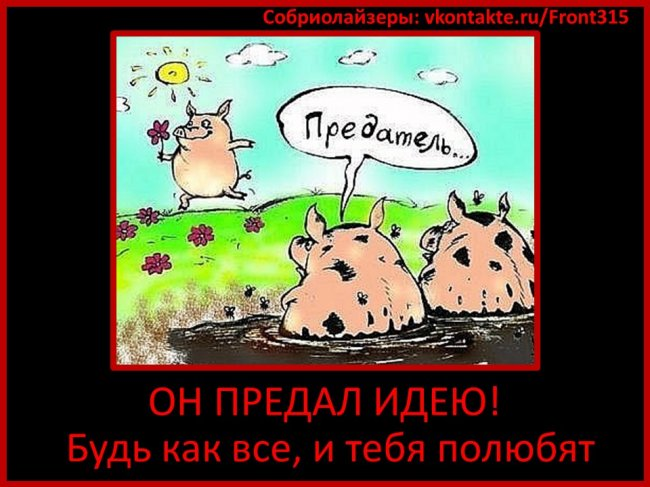 Собриолайзеры: vkontakte.ru/Front315
Предатель...
ОН ПРЕДАЛ ИДЕЮ!
Будь как все, и тебя полюбят